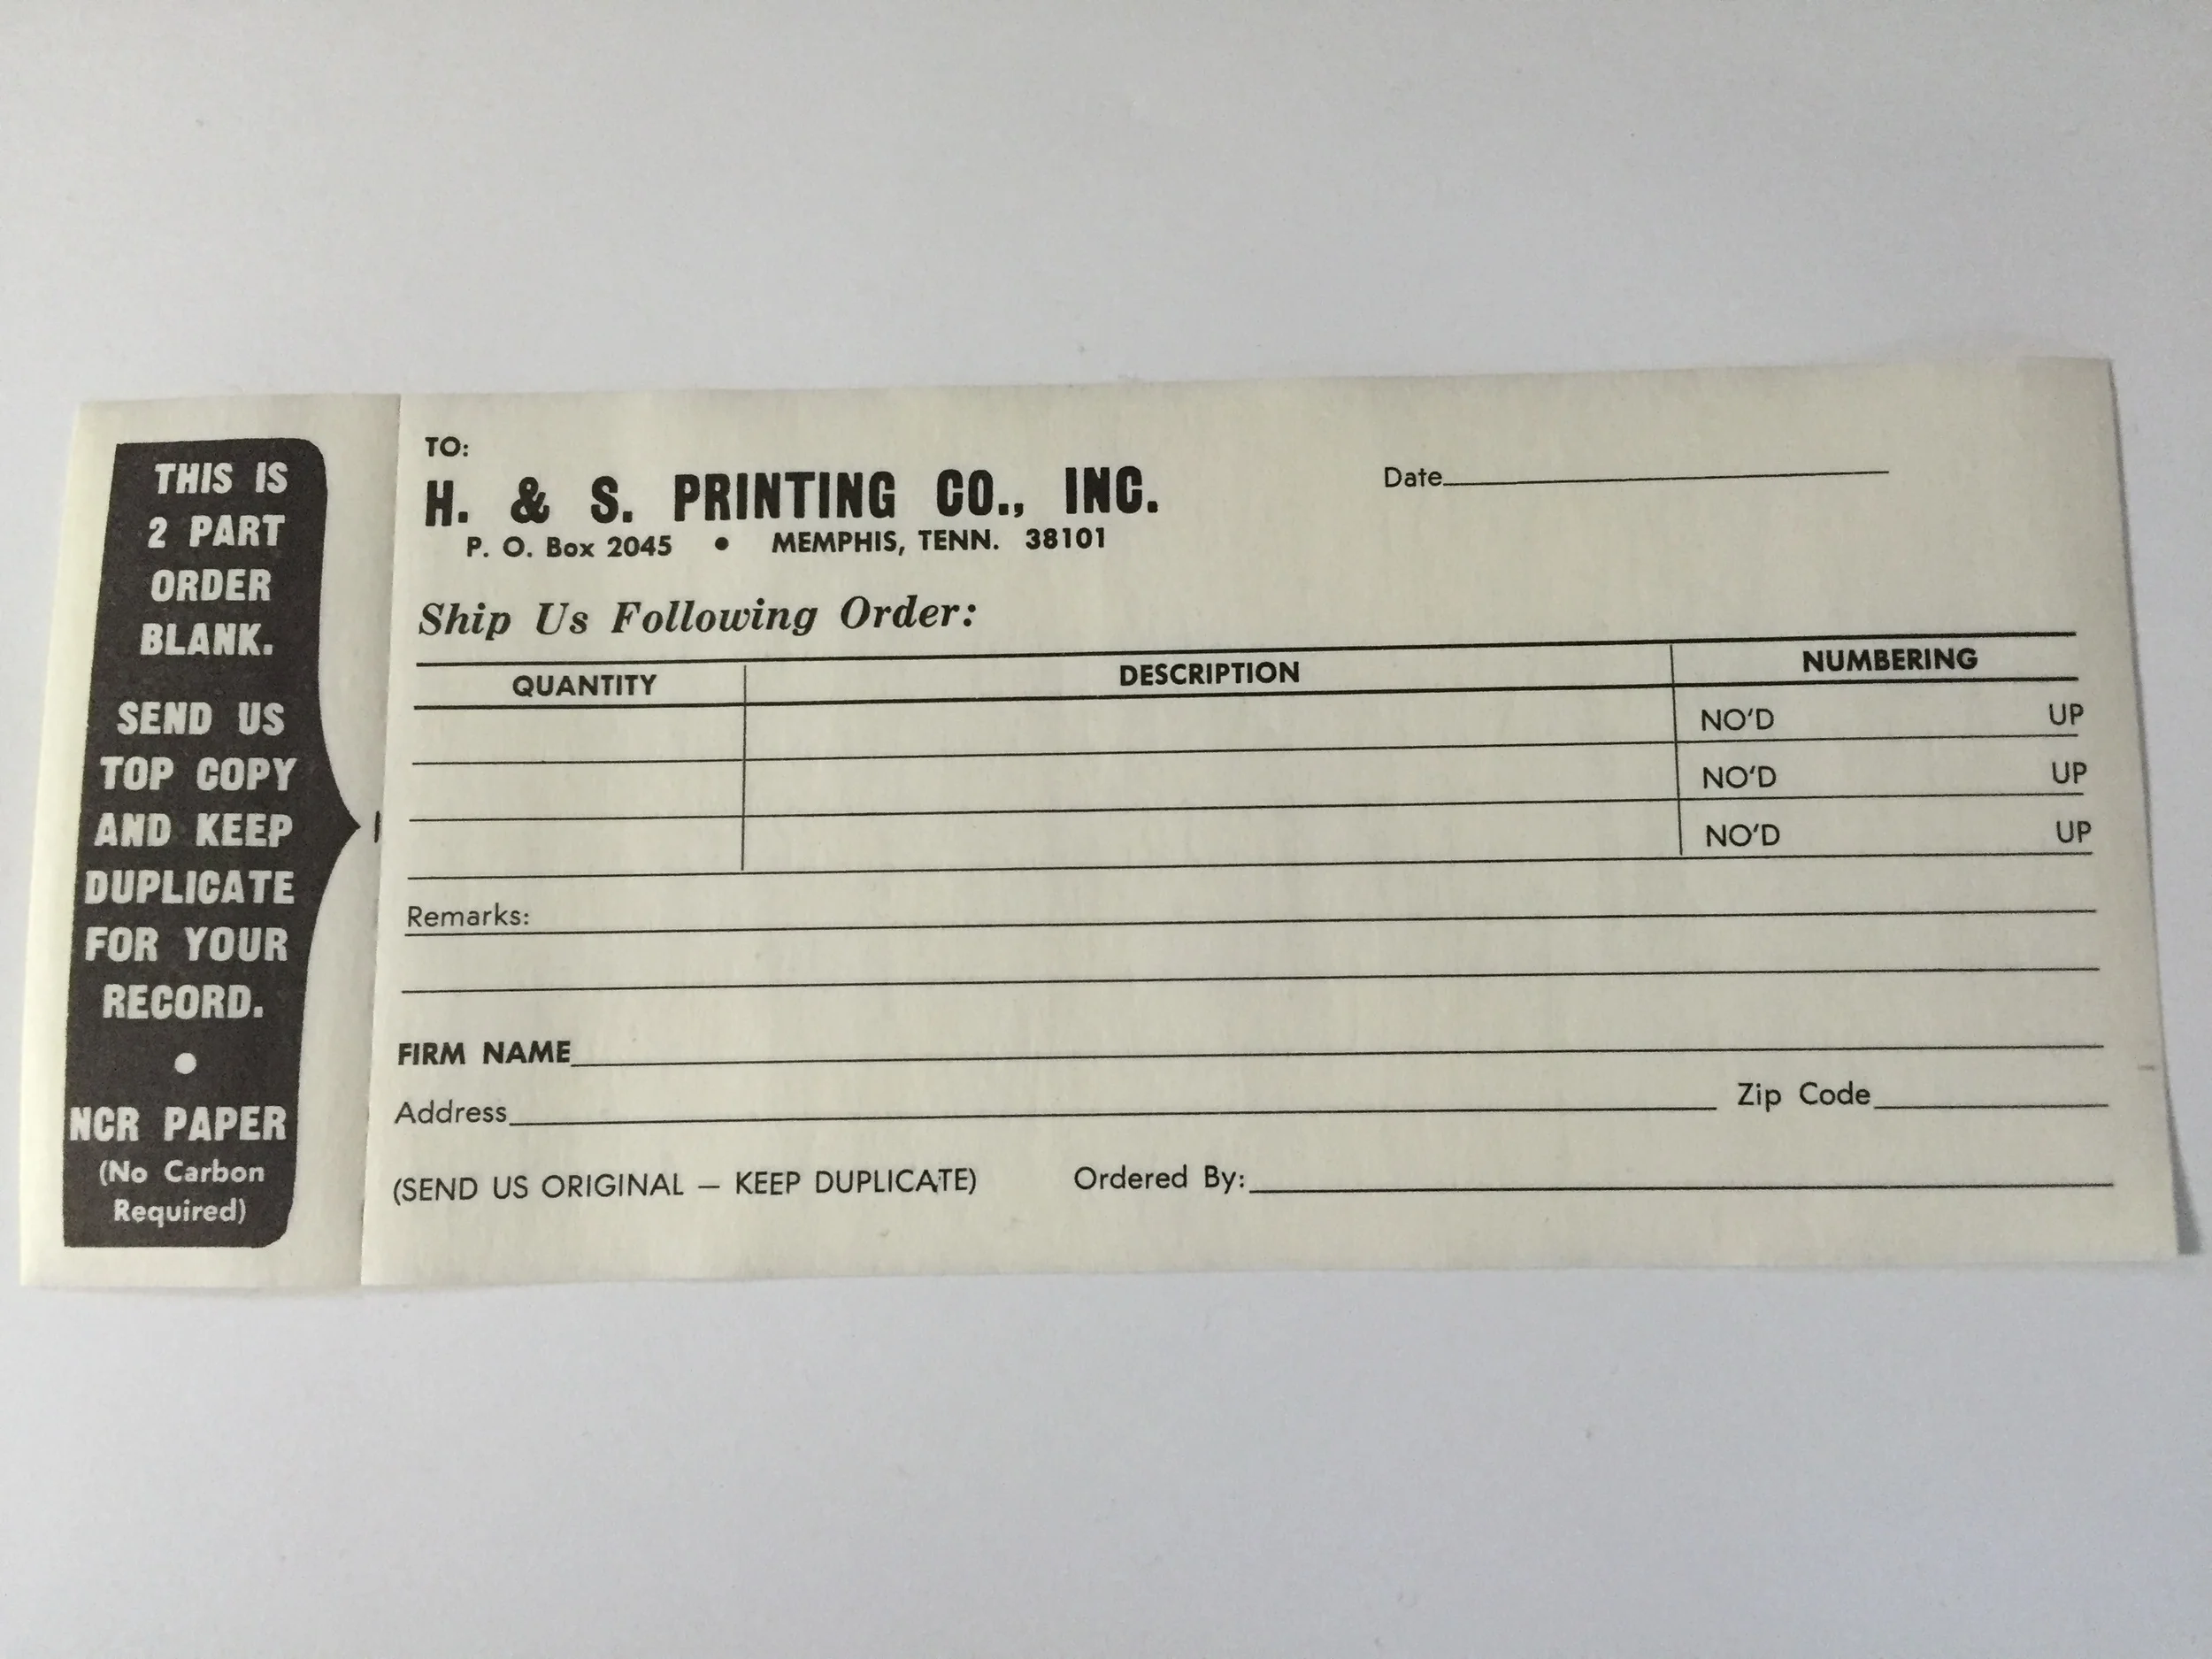 THIS IS
2 PART
ORDER
BLANK.
SEND US
TOP COPY
AND KEEP
DUPLICATE
FOR YOUR
RECORD.
•
NCR PAPER
(No Carbon
Required)
TO:
H. & S. PRINTING CO., INC.
P. O. Box 2045 • MEMPHIS, TENN. 38101
Date
Ship Us Following Order:
QUANTITY DESCRIPTION NUMBERING
NO'D UP
NO'D UP
NO'D UP
Remarks:
FIRM NAME
Address Zip Code
(SEND US ORIGINAL — KEEP DUPLICATE) Ordered By: